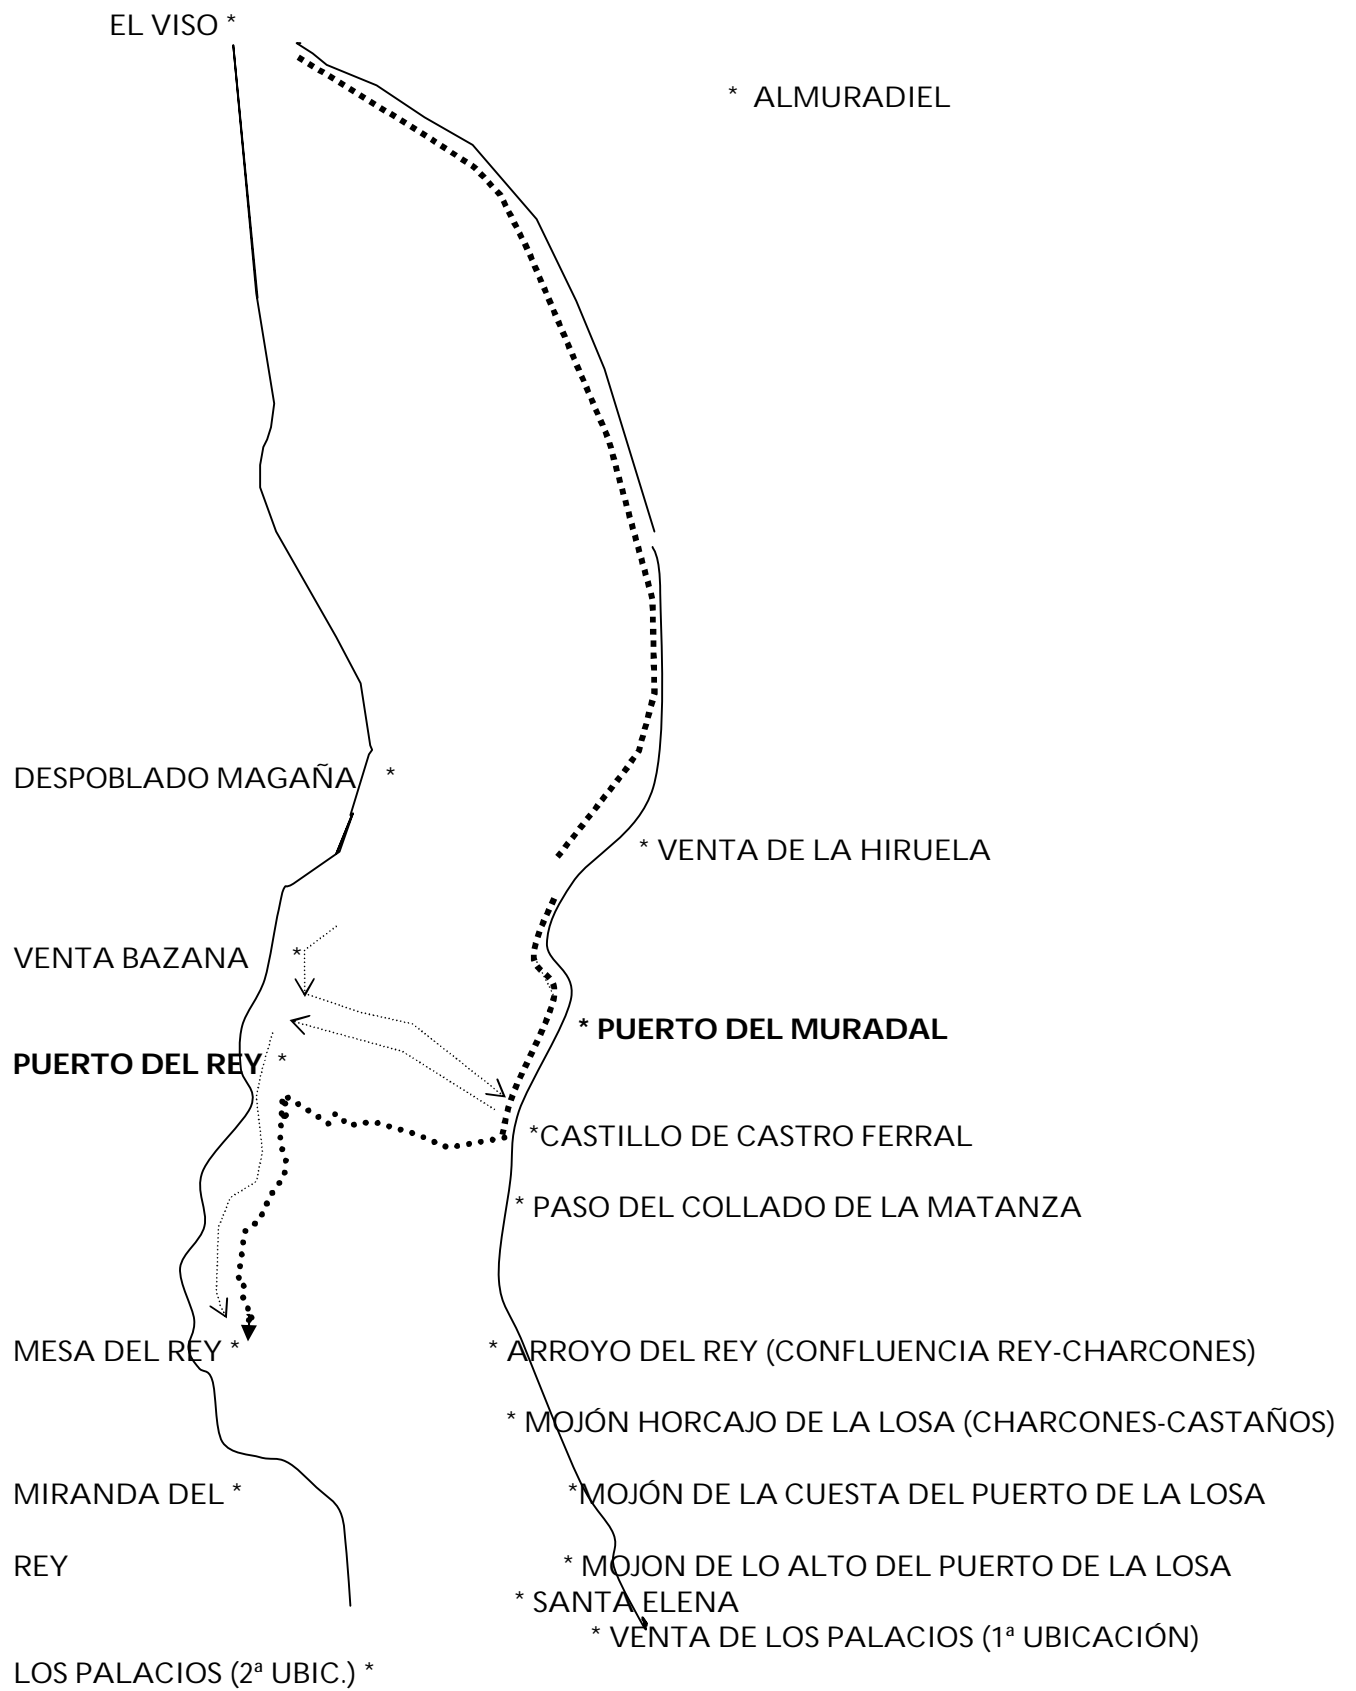 EL VISO *
* ALMURADIEL
DESPOBLADO MAGAÑA *
* VENTA DE LA HIRUELA
VENTA BAZANA *
* PUERTO DEL MURADAL
PUERTO DEL REY *
*CASTILLO DE CASTRO FERRAL
* PASO DEL COLLADO DE LA MATANZA
MESA DEL REY *
* ARROYO DEL REY (CONFLUENCIA REY-CHARCONES)
* MOJÓN HORCAJO DE LA LOSA (CHARCONES-CASTAÑOS)
MIRANDA DEL *
*MOJÓN DE LA CUESTA DEL PUERTO DE LA LOSA
REY
* MOJON DE LO ALTO DEL PUERTO DE LA LOSA
* SANTA ELENA
* VENTA DE LOS PALACIOS (1ª UBICACIÓN)
LOS PALACIOS (2ª UBIC.) *